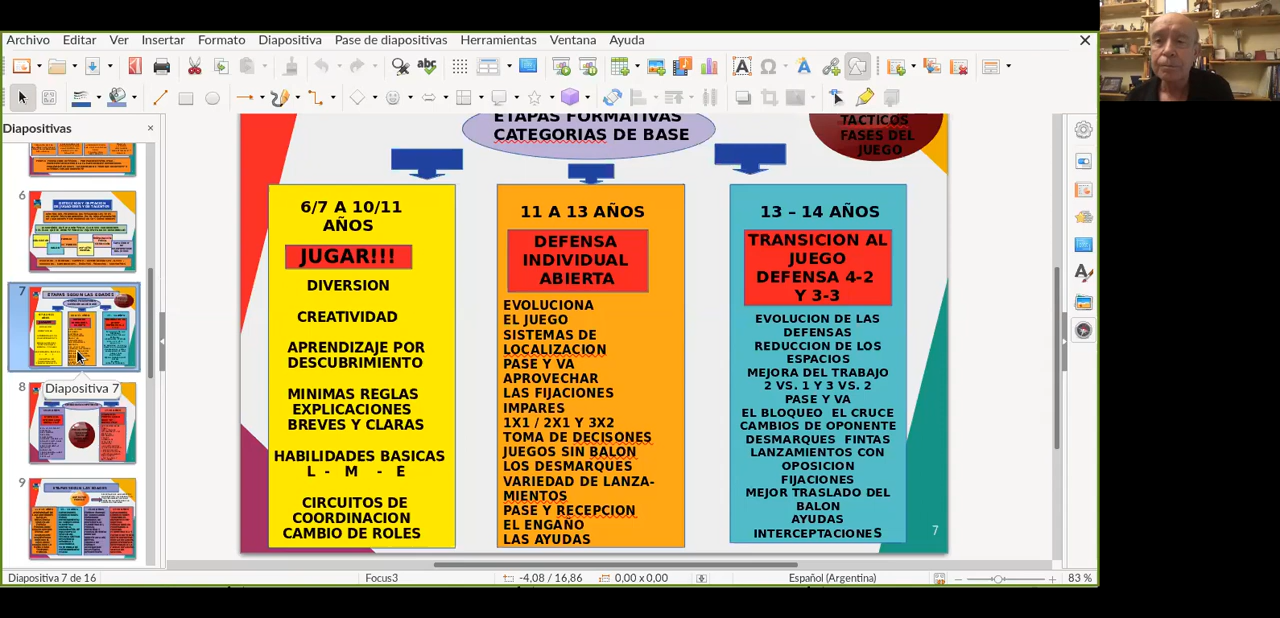 Archivo Editar Ver Insertar Formato Diapositiva Pase de diapositivas Herramientas Ventana Ayuda
Diapositivas
6
7
Diapositiva 7
8
9
ETAPAS FORMATIVAS
CATEGORIAS DE BASE
TACTICOS
FASES DEL
JUEGO
6/7 A 10/11
AÑOS
JUGAR!!!
DIVERSION
CREATIVIDAD
APRENDIZAJE POR
DESCUBRIMIENTO
MINIMAS REGLAS
EXPLICACIONES
BREVES Y CLARAS
HABILIDADES BASICAS
L - M - E
CIRCUITOS DE
COORDINACION
CAMBIO DE ROLES
11 A 13 AÑOS
DEFENSA
INDIVIDUAL
ABIERTA
EVOLUCIONA
EL JUEGO
SISTEMAS DE
LOCALIZACION
PASE Y VA
APROVECHAR
LAS FIJACIONES
IMPARES
1X1 / 2X1 Y 3X2
TOMA DE DECISONES
JUEGOS SIN BALON
LOS DESMARQUES
VARIEDAD DE LANZA-
MIENTOS
PASE Y RECEPCION
EL ENGAÑO
LAS AYUDAS
13 – 14 AÑOS
TRANSICION AL
JUEGO
DEFENSA 4-2
Y 3-3
EVOLUCION DE LAS
DEFENSAS
REDUCCION DE LOS
ESPACIOS
MEJORA DEL TRABAJO
2 VS. 1 Y 3 VS. 2
PASE Y VA
EL BLOQUEO EL CRUCE
CAMBIOS DE OPONENTE
DESMARQUES FINTAS
LANZAMIENTOS CON
OPOSICION
FIJACIONES
MEJOR TRASLADO DEL
BALON
AYUDAS
INTERCEPTACIONES
7
Diapositiva 7 de 16 Focus3 -4,08 / 16,86 0,00 x 0,00 Español (Argentina) 83 %